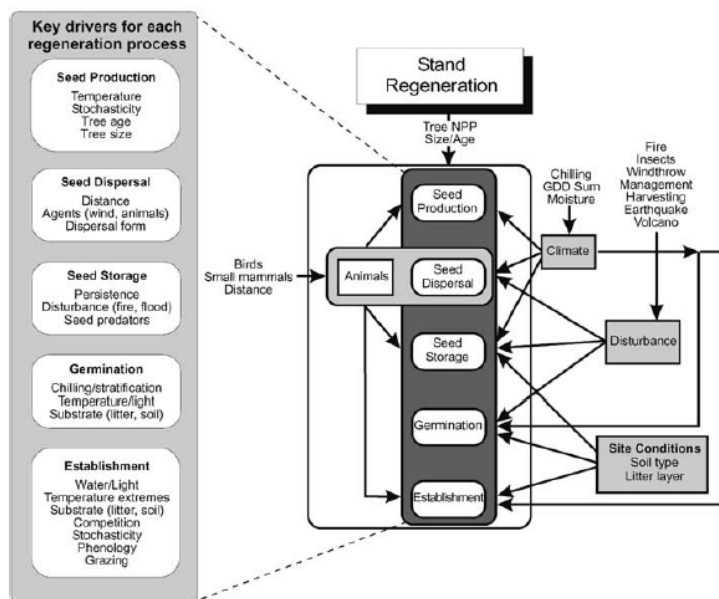 Key drivers for each
regeneration process
Seed Production
Temperature
Stochasticity
Tree age
Tree size
Seed Dispersal
Distance
Agents (wind, animals)
Dispersal form
Seed Storage
Persistence
Disturbance (fire, flood)
Seed predators
Germination
Chilling/stratification
Temperature/light
Substrate (litter, soil)
Establishment
Water/Light
Temperature extremes
Substrate (litter, soil)
Competition
Stochasticity
Phenology
Grazing
Stand
Regeneration
Tree NPP
Size/Age
Seed
Production
Birds
Small mammals
Distance
Animals
Seed
Dispersal
Seed
Storage
Germination
Establishment
Chilling
GDD Sum
Moisture
Climate
Fire
Insects
Windthrow
Management
Harvesting
Earthquake
Volcano
Disturbance
Site Conditions
Soil type
Litter layer